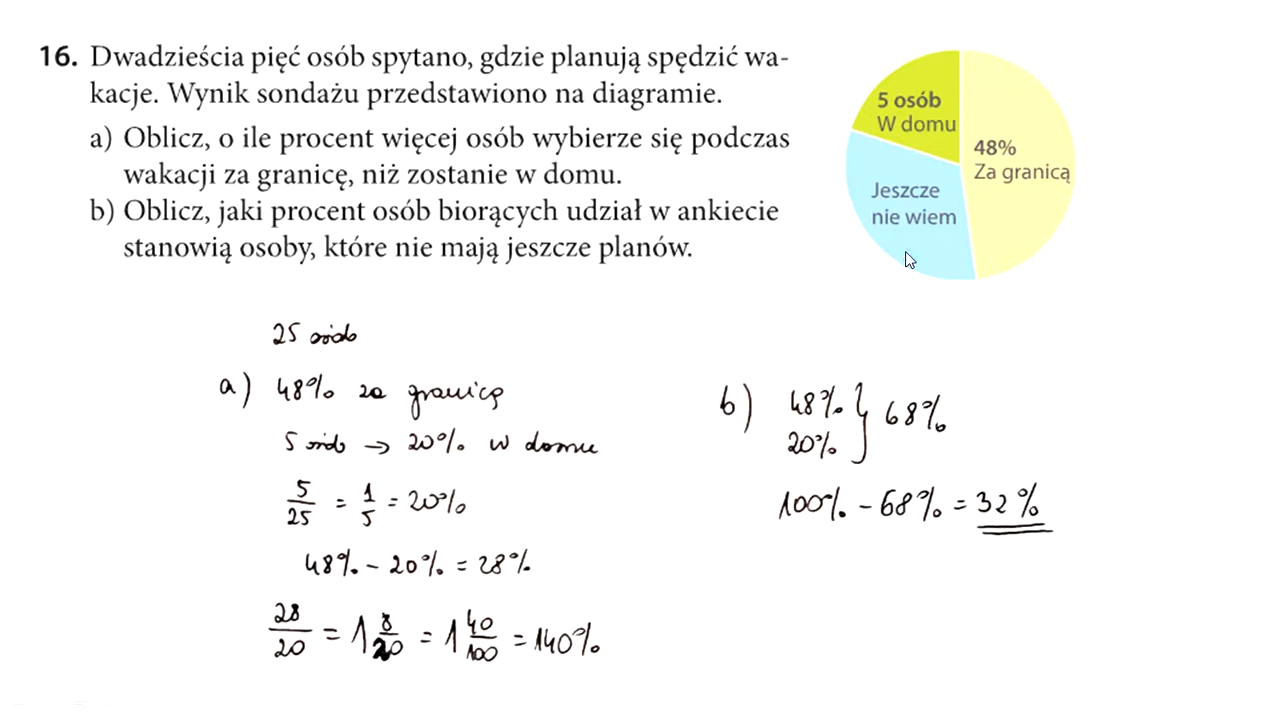 16. Dwadzieścia pięć osób spytano, gdzie planują spędzić wa-
kacje. Wynik sondażu przedstawiono na diagramie.
a) Oblicz, o ile procent więcej osób wybierze się podczas
wakacji za granicę, niż zostanie w domu.
b) Oblicz, jaki procent osób biorących udział w ankiecie
stanowią osoby, które nie mają jeszcze planów.
5 osób
W domu
48%
Za granicą
Jeszcze
nie wiem
25 osób
a) 48% za granicę
5 osób → 20% w domu
5/25 = 1/5 = 20%
48% - 20% = 28%
28/20 = 1 8/20 = 1 40/100 = 140%
b) 48%
20% } 68%
100% - 68% = 32%